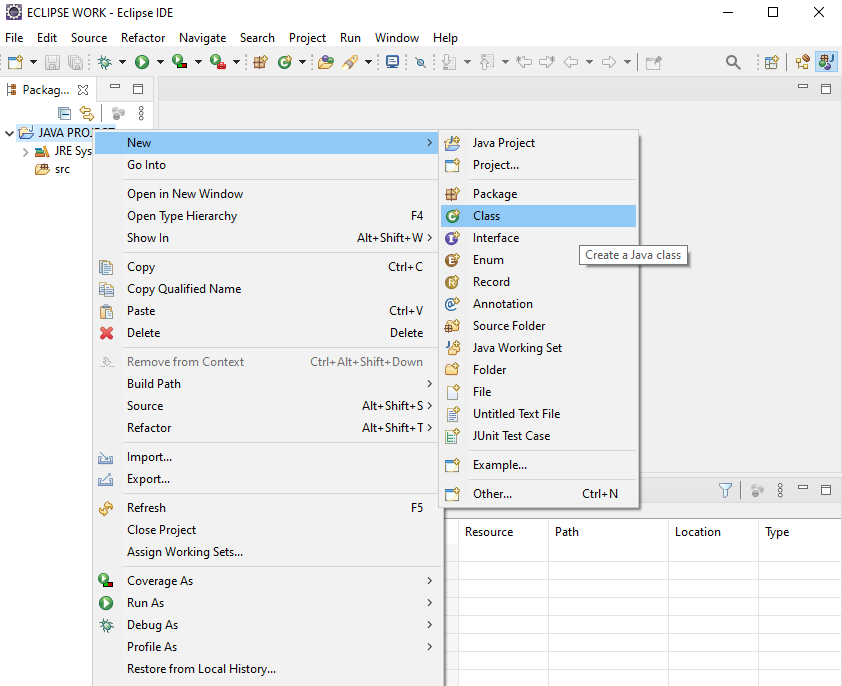 ECLIPSE WORK - Eclipse IDE
File Edit Source Refactor Navigate Search Project Run Window Help
Packag...
JAVA PROJECT
JRE Sys
src
New
Go Into
Open in New Window
Open Type Hierarchy F4
Show In Alt+Shift+W
Copy Ctrl+C
Copy Qualified Name
Paste Ctrl+V
Delete Delete
Remove from Context Ctrl+Alt+Shift+Down
Build Path
Source Alt+Shift+S
Refactor Alt+Shift+T
Import...
Export...
Refresh F5
Close Project
Assign Working Sets...
Coverage As
Run As
Debug As
Profile As
Restore from Local History...
Java Project
Project...
Package
Class
Interface
Enum
Record
Annotation
Source Folder
Java Working Set
Folder
File
Untitled Text File
JUnit Test Case
Example...
Other... Ctrl+N
Create a Java class
Resource Path Location Type